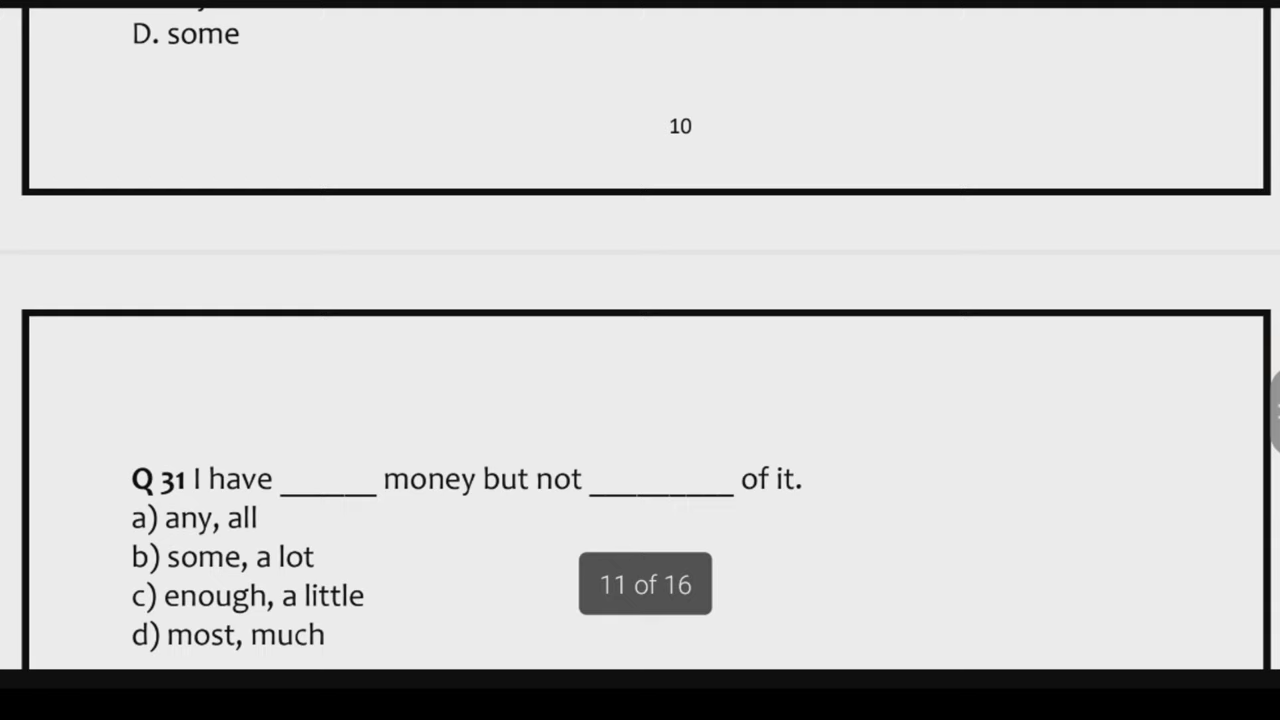 D. some
10
Q 31 I have ______ money but not _________ of it.
a) any, all
b) some, a lot
c) enough, a little
d) most, much
11 of 16